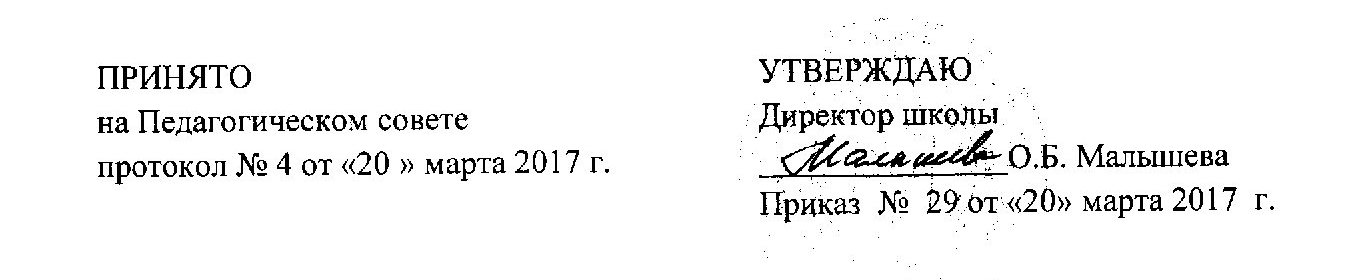 ПРИНЯТО
на Педагогическом совете
протокол № 4 от «20 » марта 2017 г.
УТВЕРЖДАЮ
Директор школы
Малышева О.Б. Малышева
Приказ № 29 от «20» марта 2017 г.